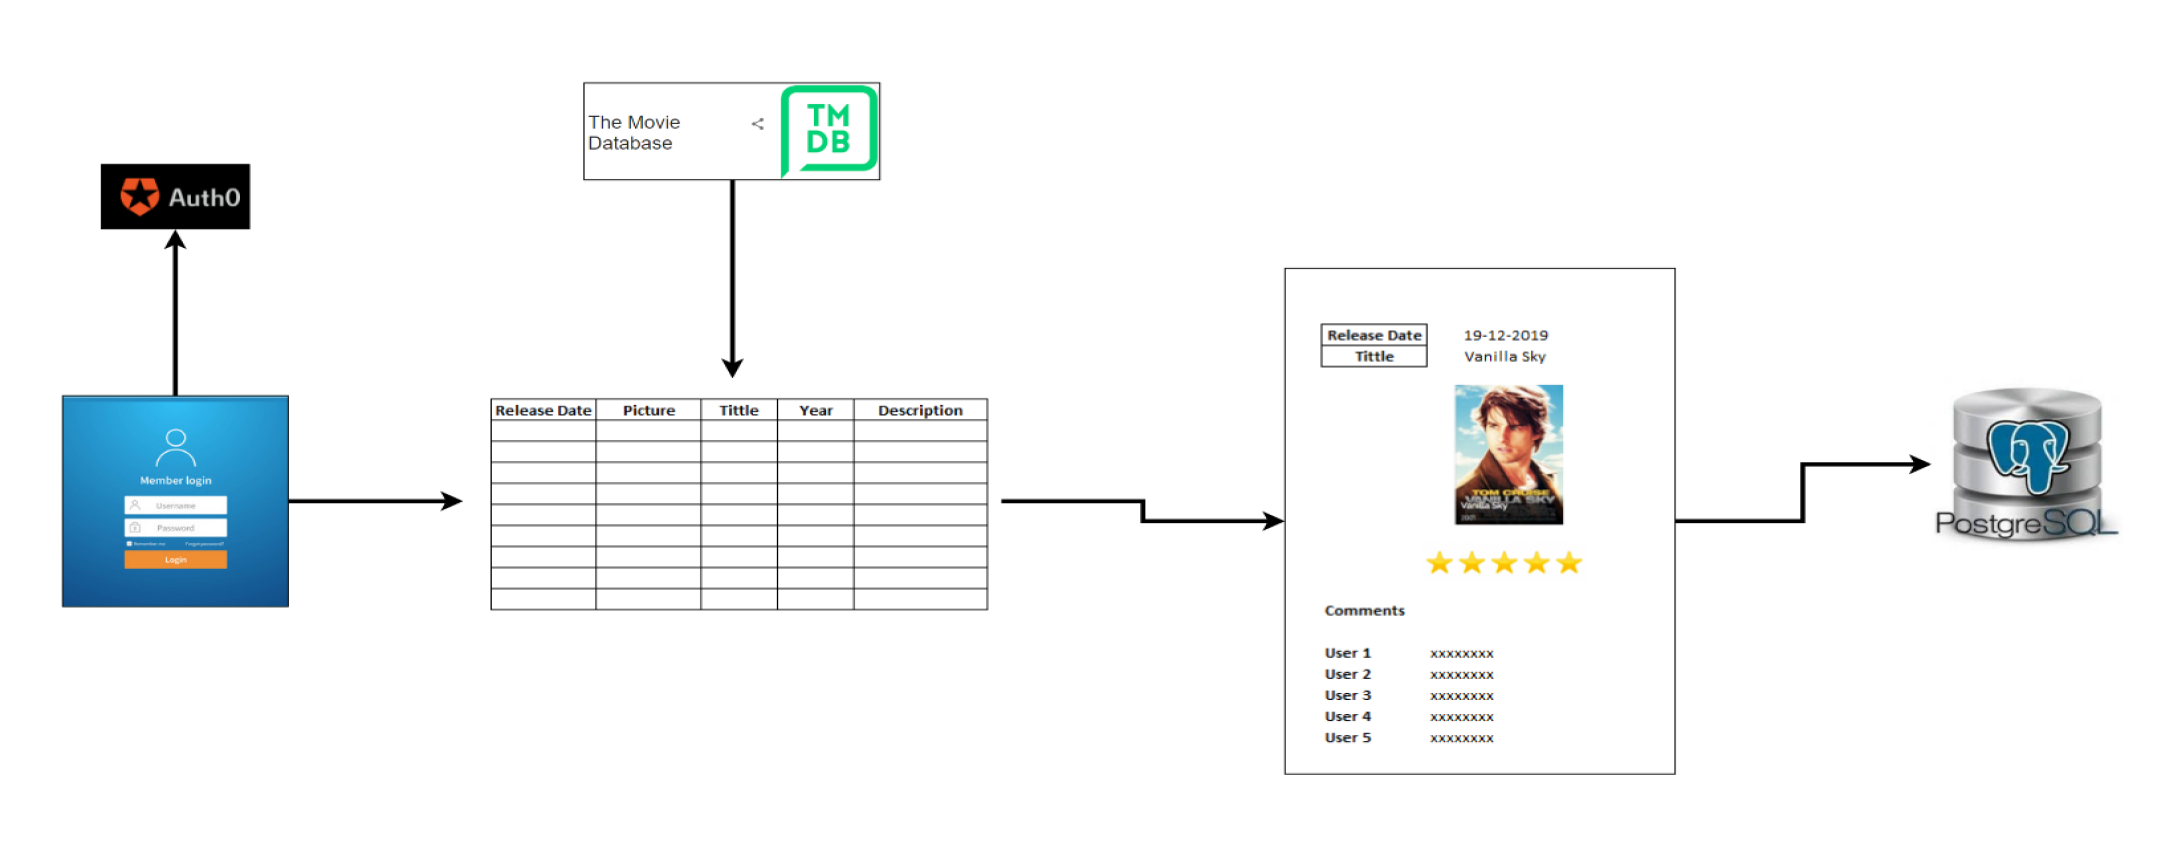 The Movie
Database
TM
DB
Auth0
Member login
Username
Password
Remember me Forgot password?
Login
Release Date Picture Tittle Year Description
Release Date 19-12-2019
Tittle Vanilla Sky
TOM CRUISE
VANILLA SKY
Vanilla Sky
2001
Comments
User 1 xxxxxxxx
User 2 xxxxxxxx
User 3 xxxxxxxx
User 4 xxxxxxxx
User 5 xxxxxxxx
PostgreSQL